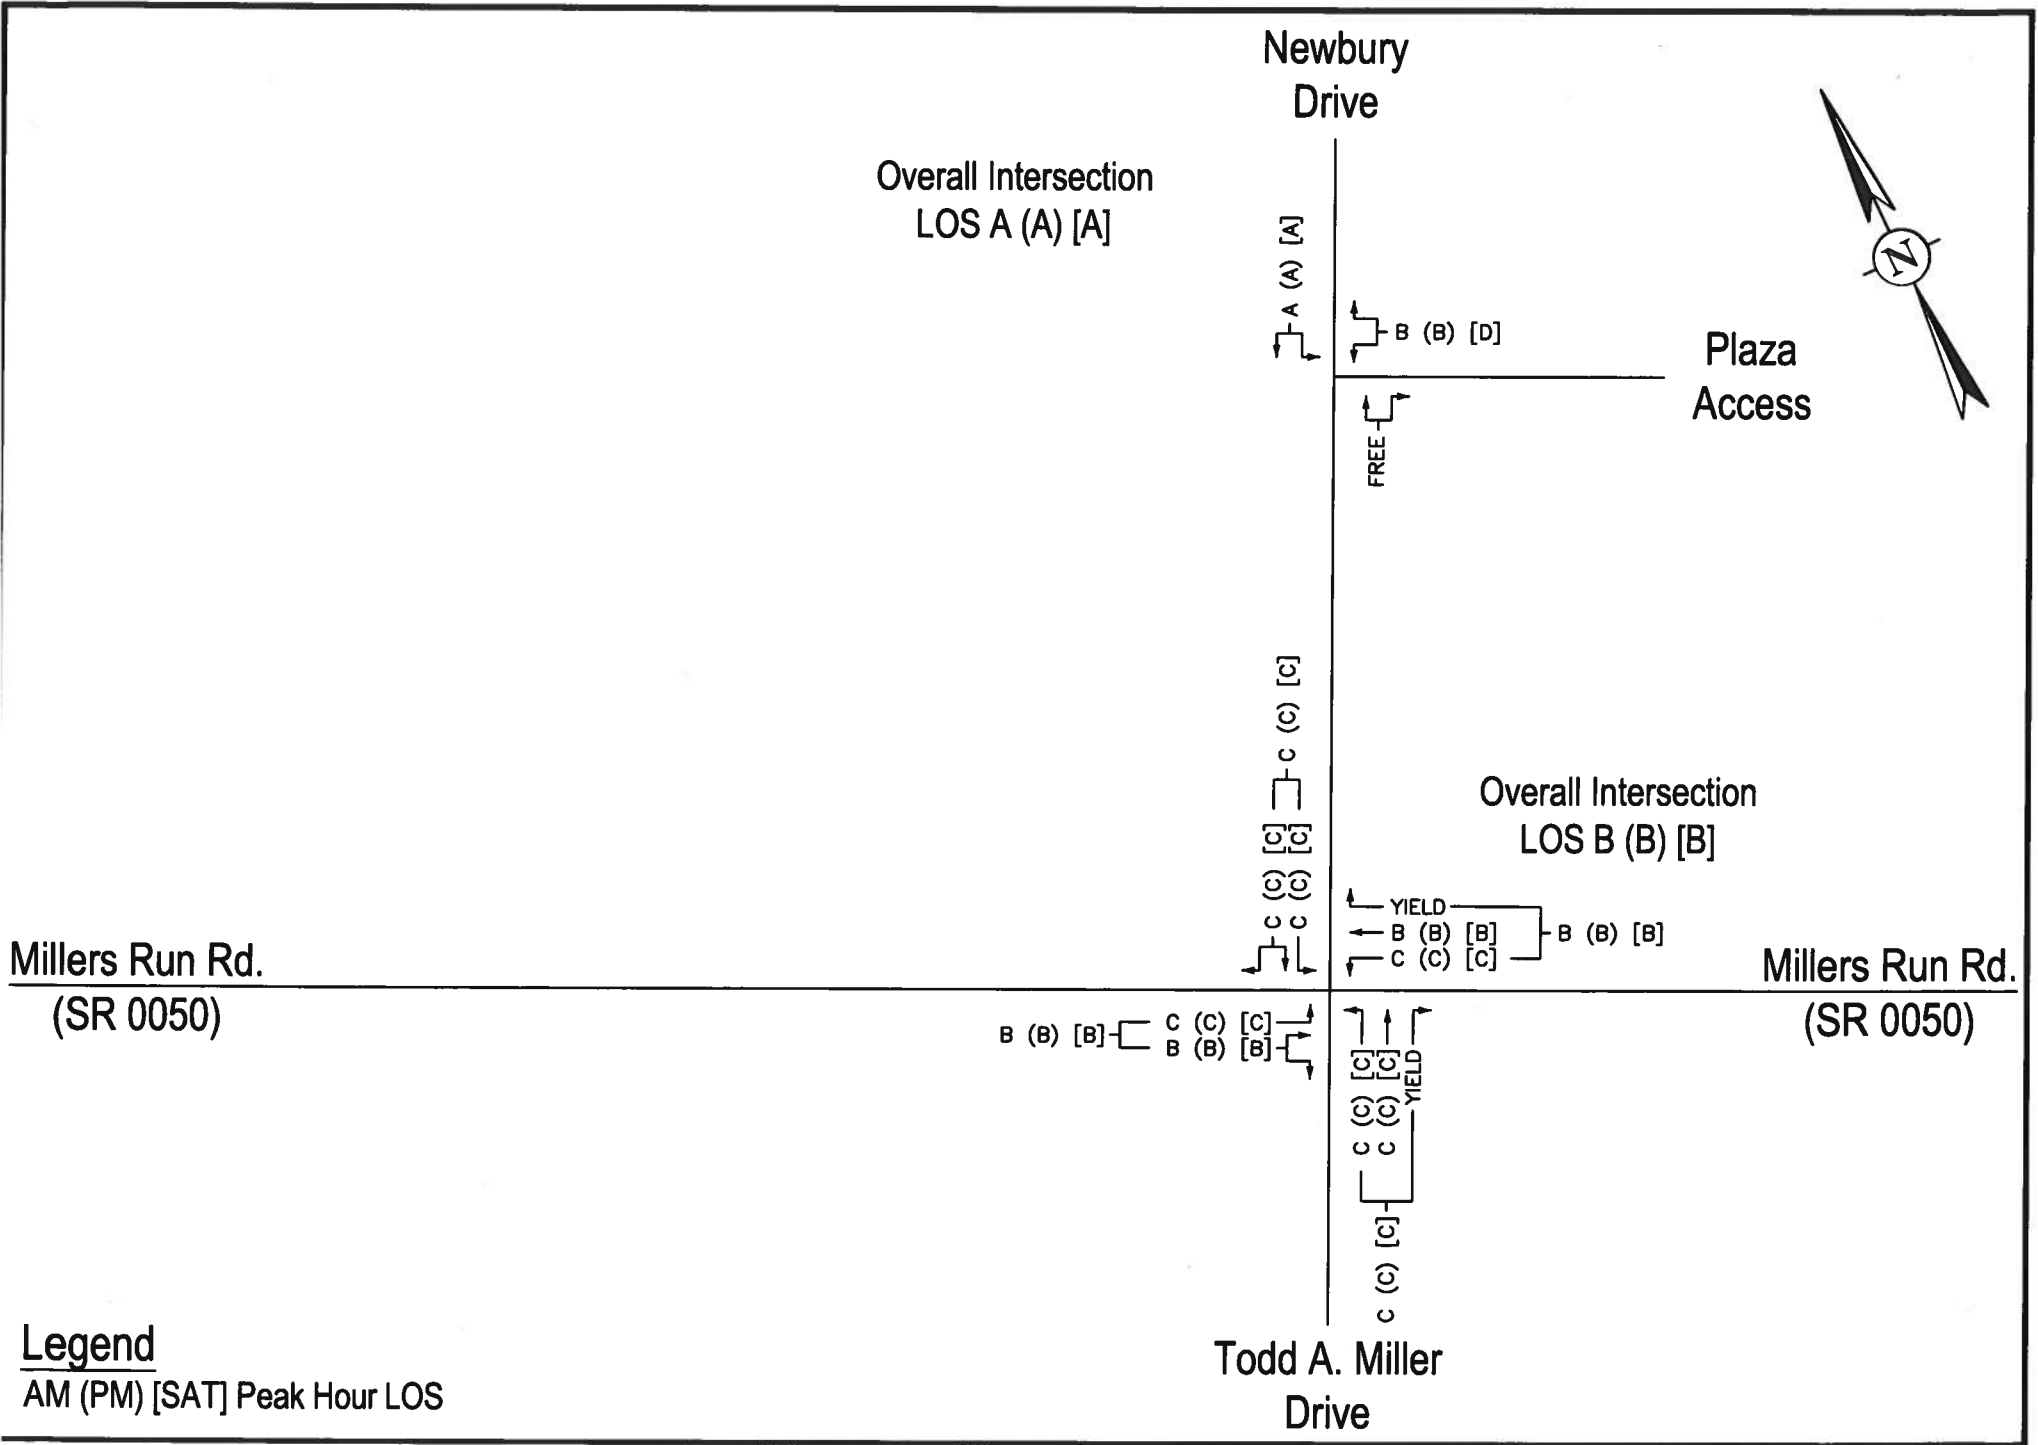 Newbury
Drive
Overall Intersection
LOS A (A) [A]
A (A) [A]
B (B) [D]
N
Plaza
Access
FREE
C (C) [C]
Overall Intersection
LOS B (B) [B]
C (C) [C]
C (C) [C]
YIELD
B (B) [B]
C (C) [C]
B (B) [B]
Millers Run Rd.
(SR 0050)
Millers Run Rd.
(SR 0050)
B (B) [B]
C (C) [C]
B (B) [B]
C (C) [C]
C (C) [C]
YIELD
C (C) [C]
Todd A. Miller
Drive
Legend
AM (PM) [SAT] Peak Hour LOS